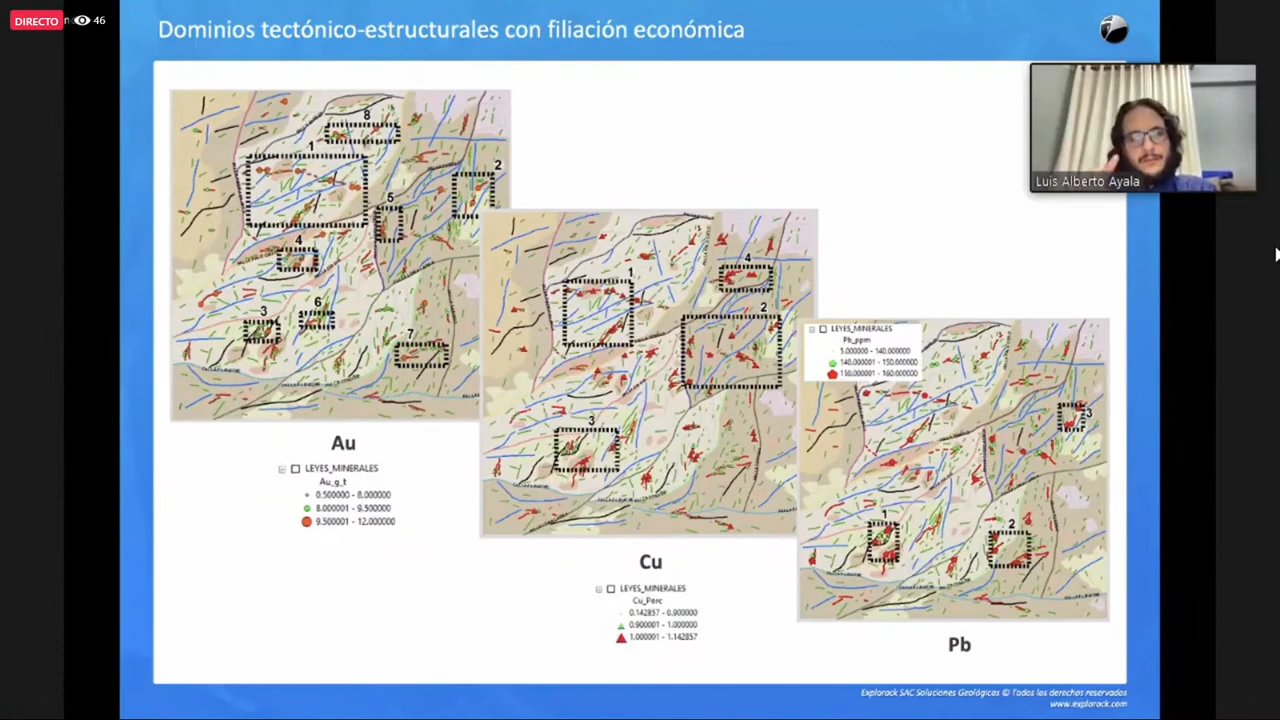 DIRECTO
46
Dominios tectónico-estructurales con filiación económica
Luis Alberto Ayala
8
1
2
5
4
3
6
7
Au
LEYES_MINERALES
Au_g_t
0.500000 - 8.000000
8.000001 - 9.500000
9.500001 - 12.000000
1
4
2
3
Cu
LEYES_MINERALES
Cu_Perc
0.142857 - 0.900000
0.900001 - 1.000000
1.000001 - 1.142857
LEYES_MINERALES
Pb_ppm
5.000000 - 140.000000
140.000001 - 150.000000
150.000001 - 160.000000
3
1
2
Pb
Explorock SAC Soluciones Geológicas © Todos los derechos reservados
www.explorock.com